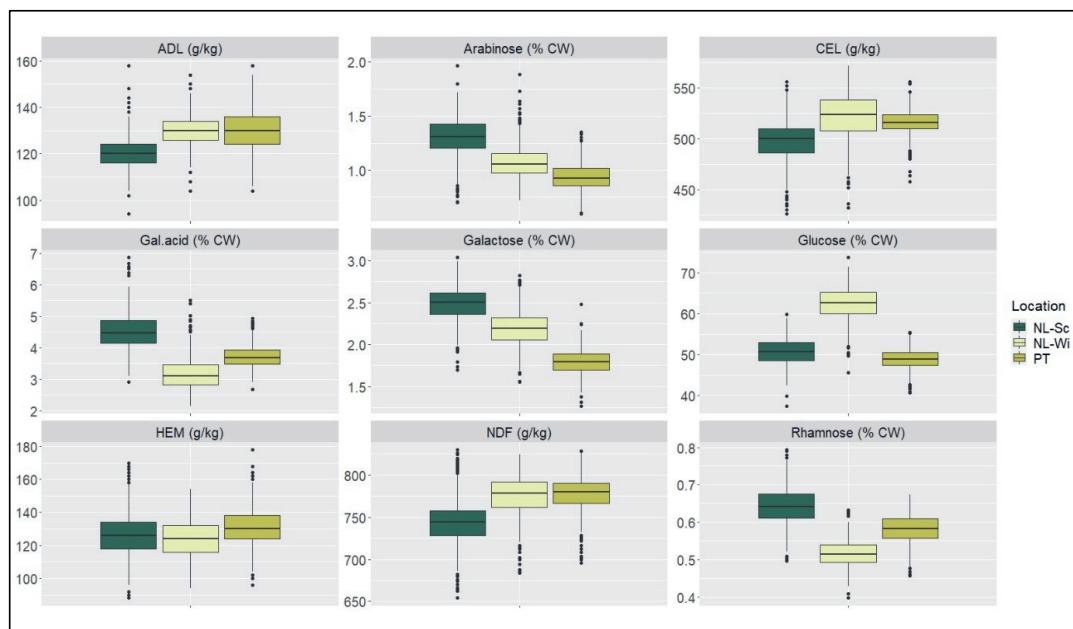 ADL (g/kg)
160
140
120
100
Arabinose (% CW)
2.0
1.5
1.0
CEL (g/kg)
550
500
450
Gal.acid (% CW)
7
6
5
4
3
2
Galactose (% CW)
3.0
2.5
2.0
1.5
Glucose (% CW)
70
60
50
40
HEM (g/kg)
180
160
140
120
100
NDF (g/kg)
800
750
700
650
Rhamnose (% CW)
0.8
0.7
0.6
0.5
0.4
Location
NL-Sc
NL-Wi
PT